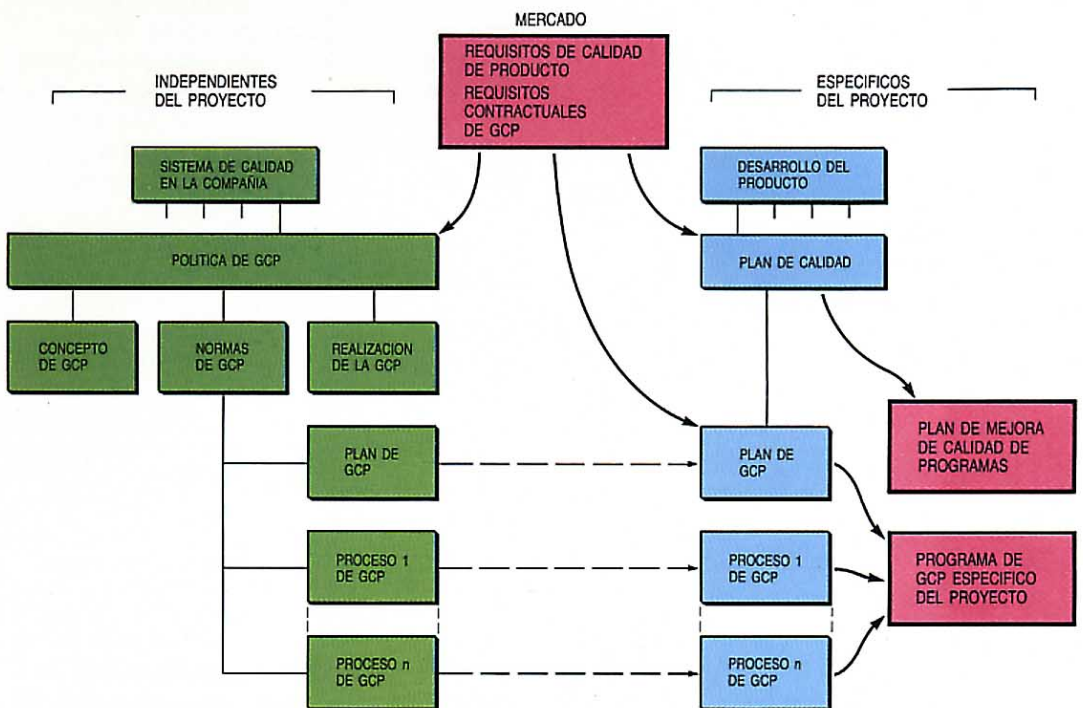 MERCADO
REQUISITOS DE CALIDAD
DE PRODUCTO
REQUISITOS
CONTRACTUALES
DE GCP
INDEPENDIENTES
DEL PROYECTO
ESPECIFICOS
DEL PROYECTO
SISTEMA DE CALIDAD
EN LA COMPAÑIA
DESARROLLO DEL
PRODUCTO
POLITICA DE GCP
PLAN DE CALIDAD
CONCEPTO
DE GCP
NORMAS
DE GCP
REALIZACION
DE LA GCP
PLAN DE MEJORA
DE CALIDAD DE
PROGRAMAS
PLAN DE
GCP
PLAN DE
GCP
PROCESO 1
DE GCP
PROCESO 1
DE GCP
PROGRAMA DE
GCP ESPECIFICO
DEL PROYECTO
PROCESO n
DE GCP
PROCESO n
DE GCP